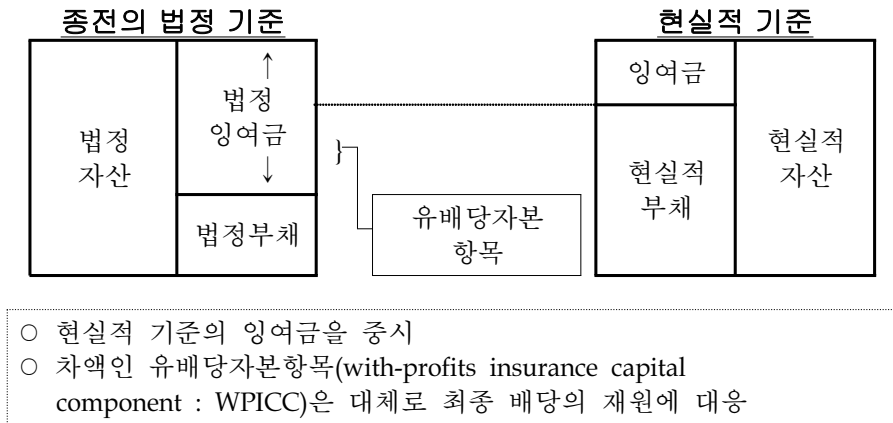 종전의 법정 기준
현실적 기준
법정
자산
↑
법정
잉여금
↓
법정부채
}
유배당자본
항목
잉여금
현실적
부채
현실적
자산
○ 현실적 기준의 잉여금을 중시
○ 차액인 유배당자본항목(with-profits insurance capital
component : WPICC)은 대체로 최종 배당의 재원에 대응